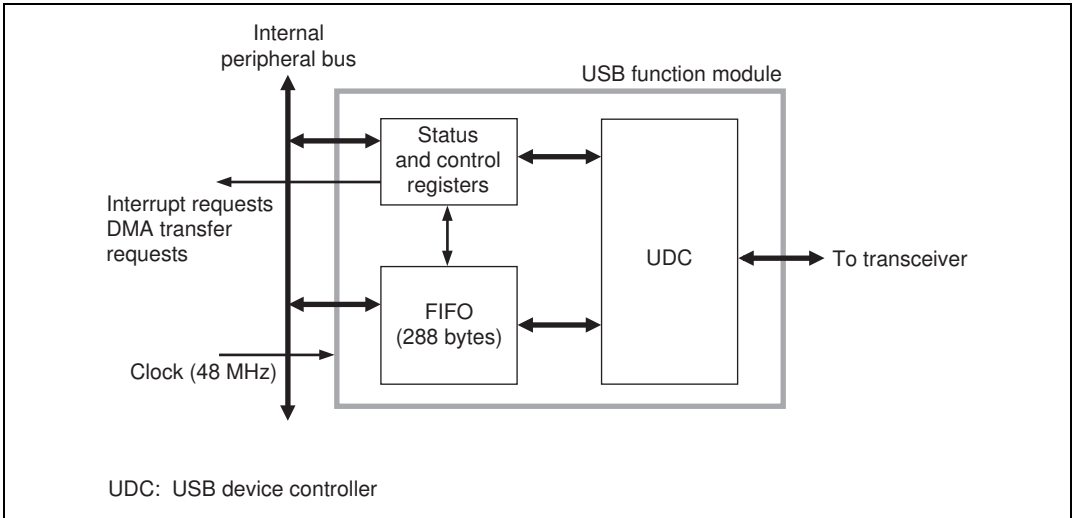 Internal
peripheral bus
USB function module
Status
and control
registers
Interrupt requests
DMA transfer
requests
UDC
To transceiver
FIFO
(288 bytes)
Clock (48 MHz)
UDC: USB device controller